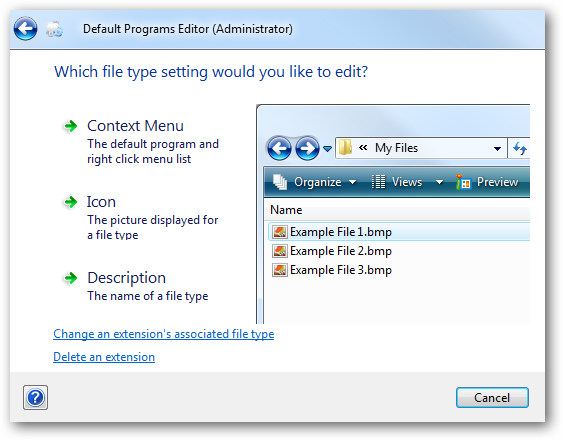 Default Programs Editor (Administrator)
Which file type setting would you like to edit?
Context Menu
The default program and
right click menu list
Icon
The picture displayed for
a file type
Description
The name of a file type
« My Files
Organize Views Preview
Name
Example File 1.bmp
Example File 2.bmp
Example File 3.bmp
Change an extension's associated file type
Delete an extension
? Cancel